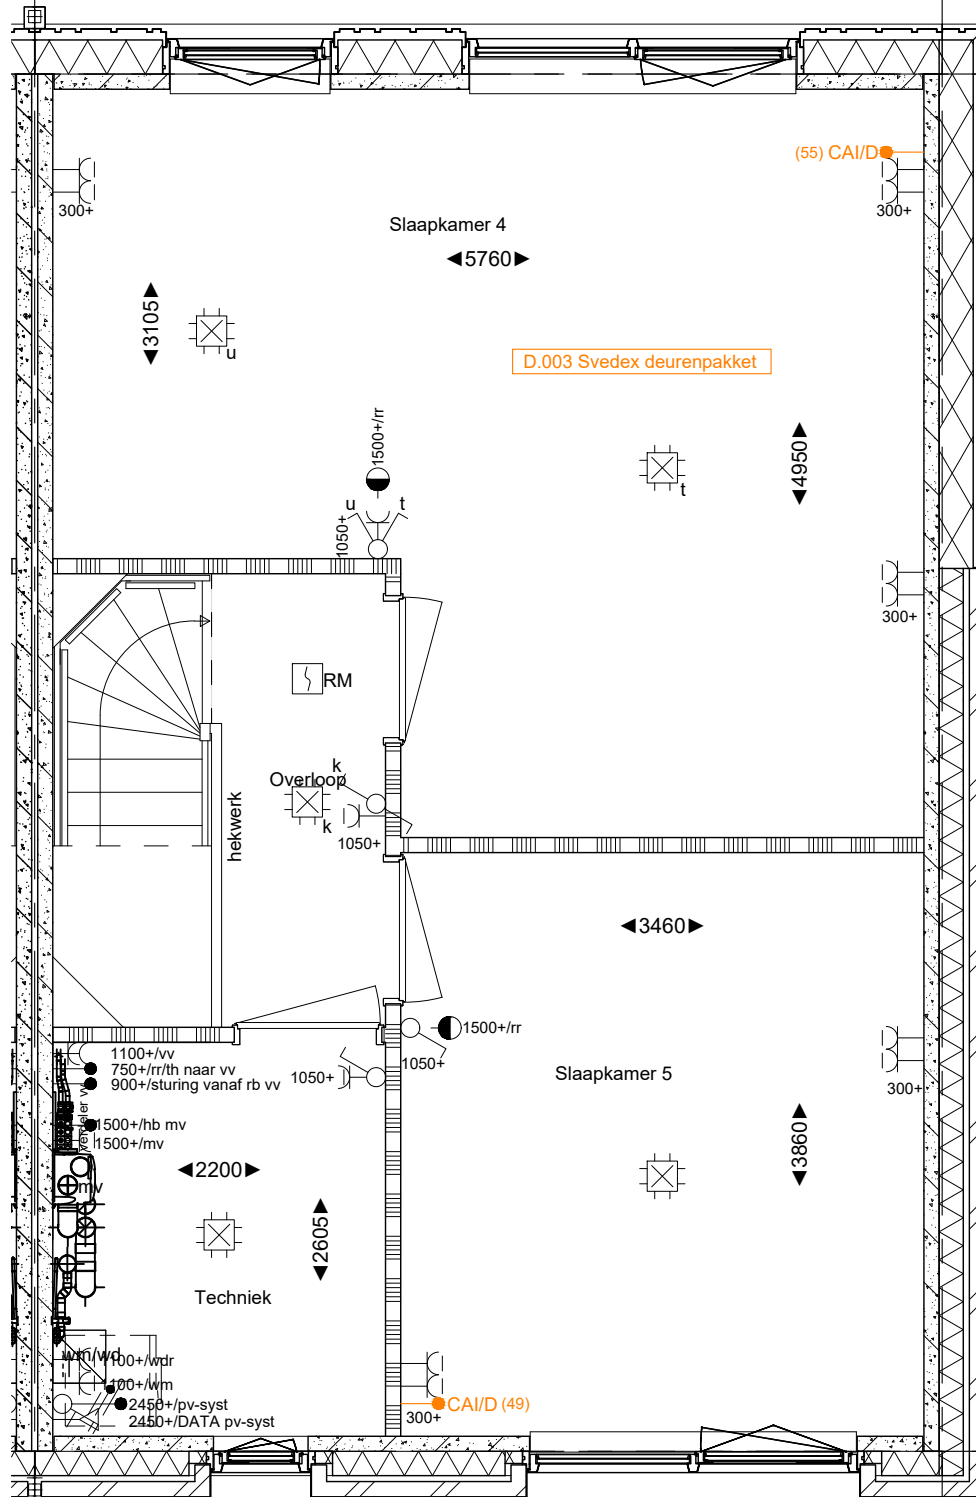 (55) CAI/D
300+
300+
Slaapkamer 4
5760
3105
u
D.003 Svedex deurenpakket
1500+/rr
4950
t
u
t
1050+
300+
RM
k
Overloop
hekwerk
k
1050+
3460
1500+/rr
1050+
1100+/vv
750+/rr/th naar vv
900+/sturing vanaf rb vv
verdeler vv
1050+
Slaapkamer 5
300+
1500+/hb mv
1500+/mv
2200
mv
3860
2605
Techniek
wm/wd
100+/wdr
100+/wm
2450+/pv-syst
2450+/DATA pv-syst
CAI/D (49)
300+